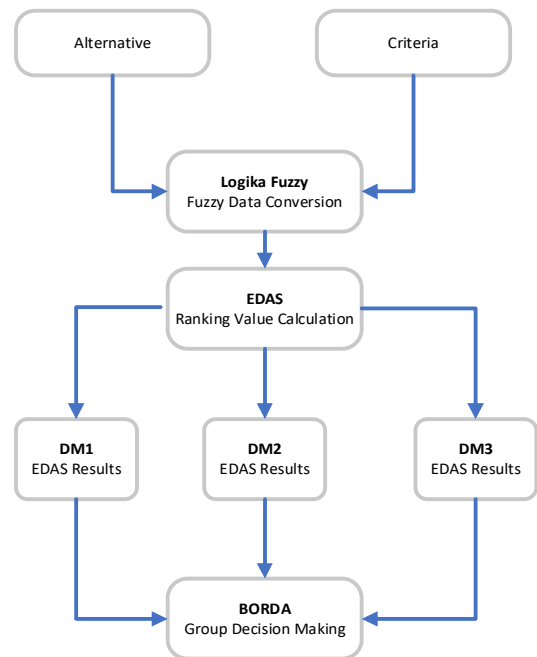 Alternative
Criteria
Logika Fuzzy
Fuzzy Data Conversion
EDAS
Ranking Value Calculation
DM1
EDAS Results
DM2
EDAS Results
DM3
EDAS Results
BORDA
Group Decision Making